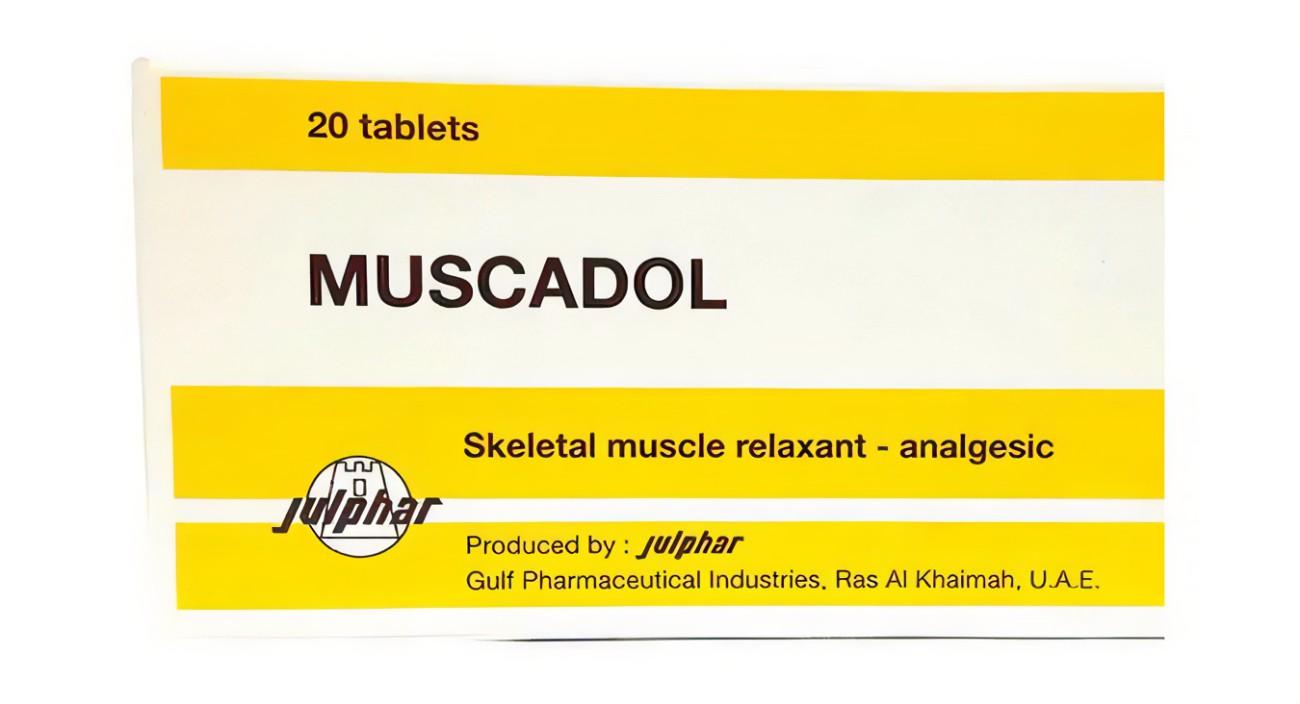 20 tablets
MUSCADOL
Skeletal muscle relaxant - analgesic
julphar
Produced by : julphar
Gulf Pharmaceutical Industries, Ras Al Khaimah, U.A.E.